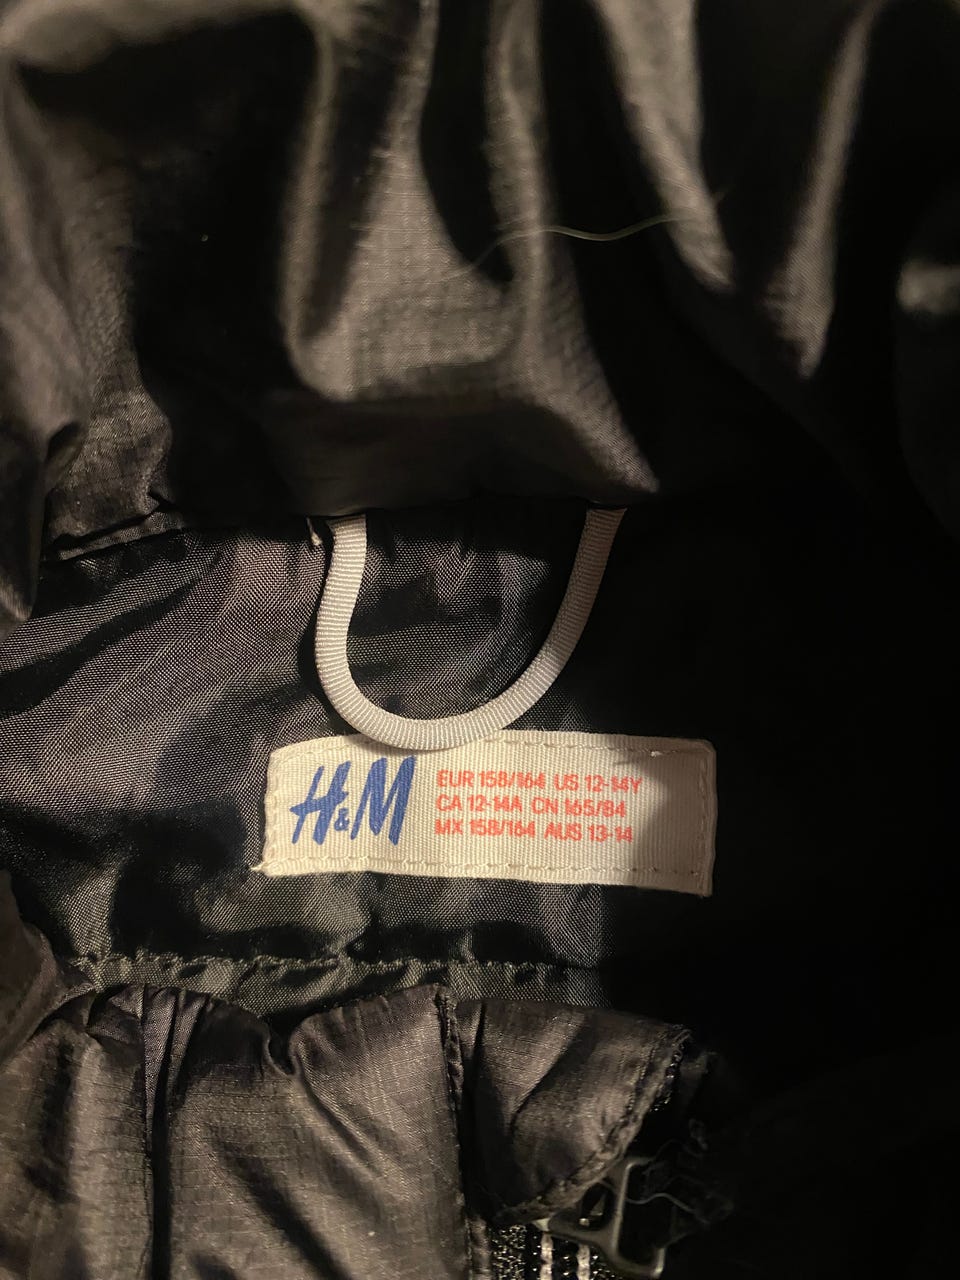 H&M
EUR 158/164 US 12-14Y
CA 12-14A CN 165/84
MX 158/164 AUS 13-14